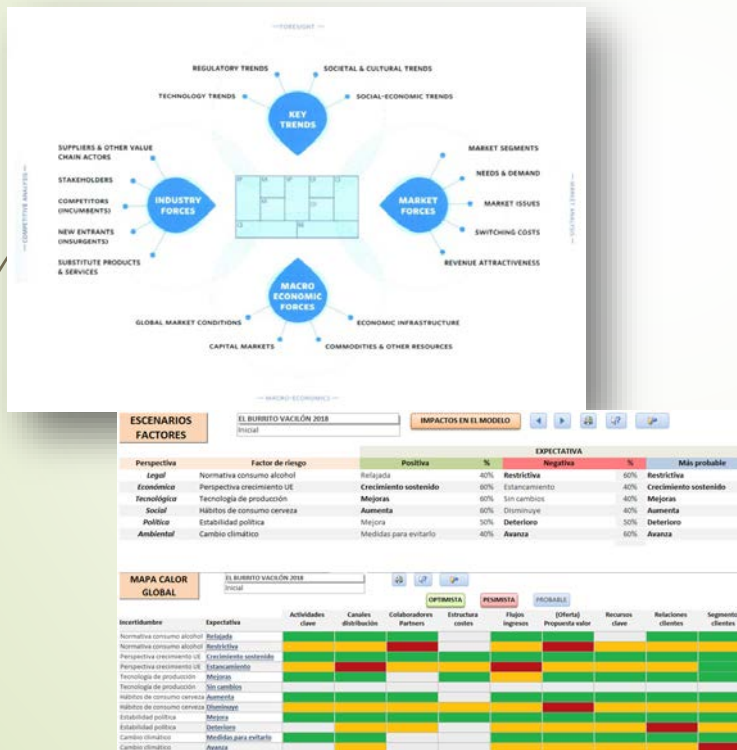 — FORESIGHT —
REGULATORY TRENDS
SOCIETAL & CULTURAL TRENDS
TECHNOLOGY TRENDS
SOCIAL-ECONOMIC TRENDS
KEY
TRENDS
SUPPLIERS & OTHER VALUE
CHAIN ACTORS
STAKEHOLDERS
COMPETITORS
(INCUMBENTS)
NEW ENTRANTS
(INSURGENTS)
SUBSTITUTE PRODUCTS
& SERVICES
— COMPETITIVE ANALYSIS —
INDUSTRY
FORCES
MARKET
FORCES
MARKET SEGMENTS
NEEDS & DEMAND
MARKET ISSUES
SWITCHING COSTS
REVENUE ATTRACTIVENESS
— MARKET ANALYSIS —
MACRO
ECONOMIC
FORCES
GLOBAL MARKET CONDITIONS
ECONOMIC INFRASTRUCTURE
CAPITAL MARKETS
COMMODITIES & OTHER RESOURCES
— MACRO-ECONOMICS —
ESCENARIOS
FACTORES
EL BURRITO VACILÓN 2018
Inicial
IMPACTOS EN EL MODELO
EXPECTATIVA
Perspectiva Factor de riesgo Positiva % Negativa % Más probable
Legal Normativa consumo alcohol Relajada 40% Restrictiva 60% Restrictiva
Económica Perspectiva crecimiento UE Crecimiento sostenido 60% Estancamiento 40% Crecimiento sostenido
Tecnológica Tecnología de producción Mejoras 60% Sin cambios 40% Mejoras
Social Hábitos de consumo cerveza Aumenta 60% Disminuye 40% Aumenta
Política Estabilidad política Mejora 50% Deterioro 50% Deterioro
Ambiental Cambio climático Medidas para evitarlo 40% Avanza 60% Avanza
MAPA CALOR
GLOBAL
EL BURRITO VACILÓN 2018
Inicial
OPTIMISTA PESIMISTA PROBABLE
Incertidumbre Expectativa Actividades clave Canales distribución Colaboradores Partners Estructura costes Flujos ingresos (Oferta) Propuesta valor Recursos clave Relaciones clientes Segmento clientes
Normativa consumo alcohol Relajada
Normativa consumo alcohol Restrictiva
Perspectiva crecimiento UE Crecimiento sostenido
Perspectiva crecimiento UE Estancamiento
Tecnología de producción Mejoras
Tecnología de producción Sin cambios
Hábitos de consumo cerveza Aumenta
Hábitos de consumo cerveza Disminuye
Estabilidad política Mejora
Estabilidad política Deterioro
Cambio climático Medidas para evitarlo
Cambio climático Avanza